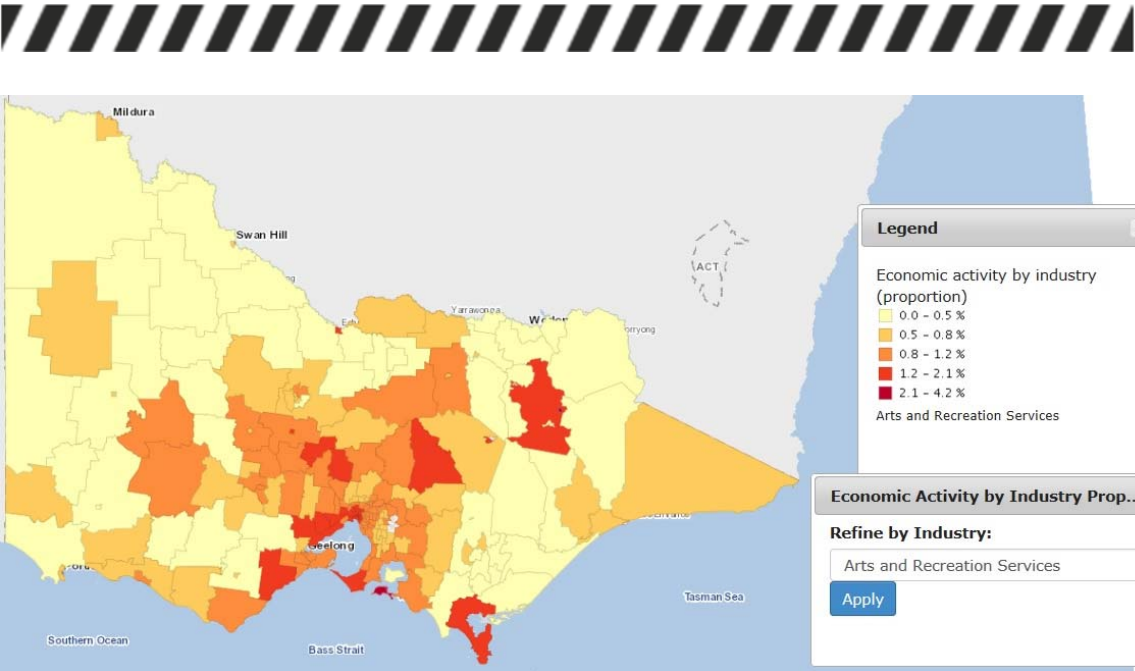 Mildura
Swan Hill
ACT
Yarrawonga
orryong
Geelong
Tasman Sea
Southern Ocean
Bass Strait
Legend
Economic activity by industry
(proportion)
0.0 - 0.5 %
0.5 - 0.8 %
0.8 - 1.2 %
1.2 - 2.1 %
2.1 - 4.2 %
Arts and Recreation Services
Economic Activity by Industry Prop...
Refine by Industry:
Arts and Recreation Services
Apply